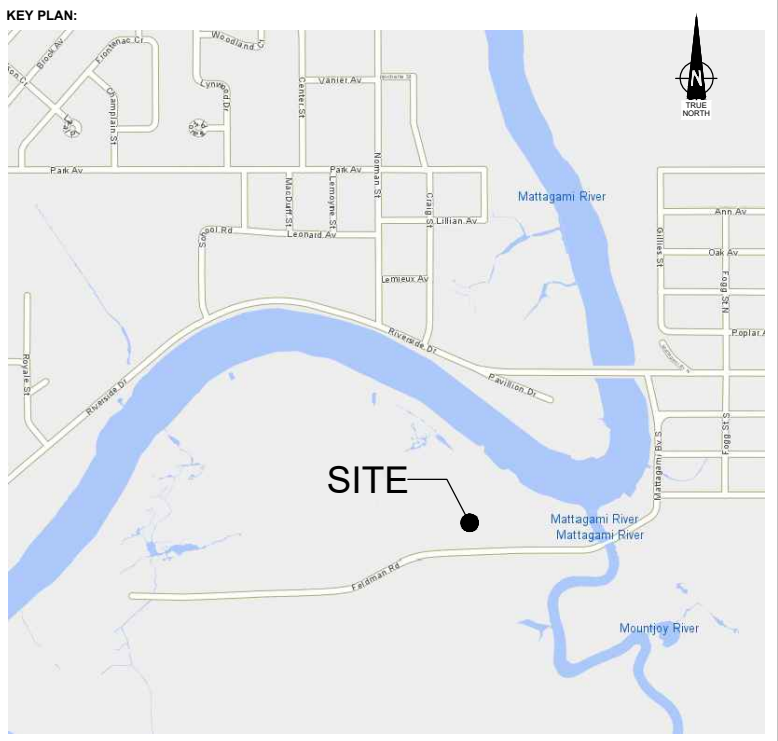 KEY PLAN:
N
TRUE
NORTH
Brook Av
Frontenac Cr
Woodland Cr
Champlain St
Lynwood Dr
Center St
Vanier Av
Norman St
Park Av
Park Av
MacDuff St
Lemoyne St
Craig St
Lillian Av
School Rd
Leonard Av
Lemieux Av
Mattagami River
Gillies St
Ann Av
Oak Av
Fogg St N
Poplar A
Riverside Dr
Pavillion Dr
Royale St
Riverside Dr
Fogg St S
Mattagami Bv S
SITE
Mattagami River
Mattagami River
Feldman Rd
Mountjoy River